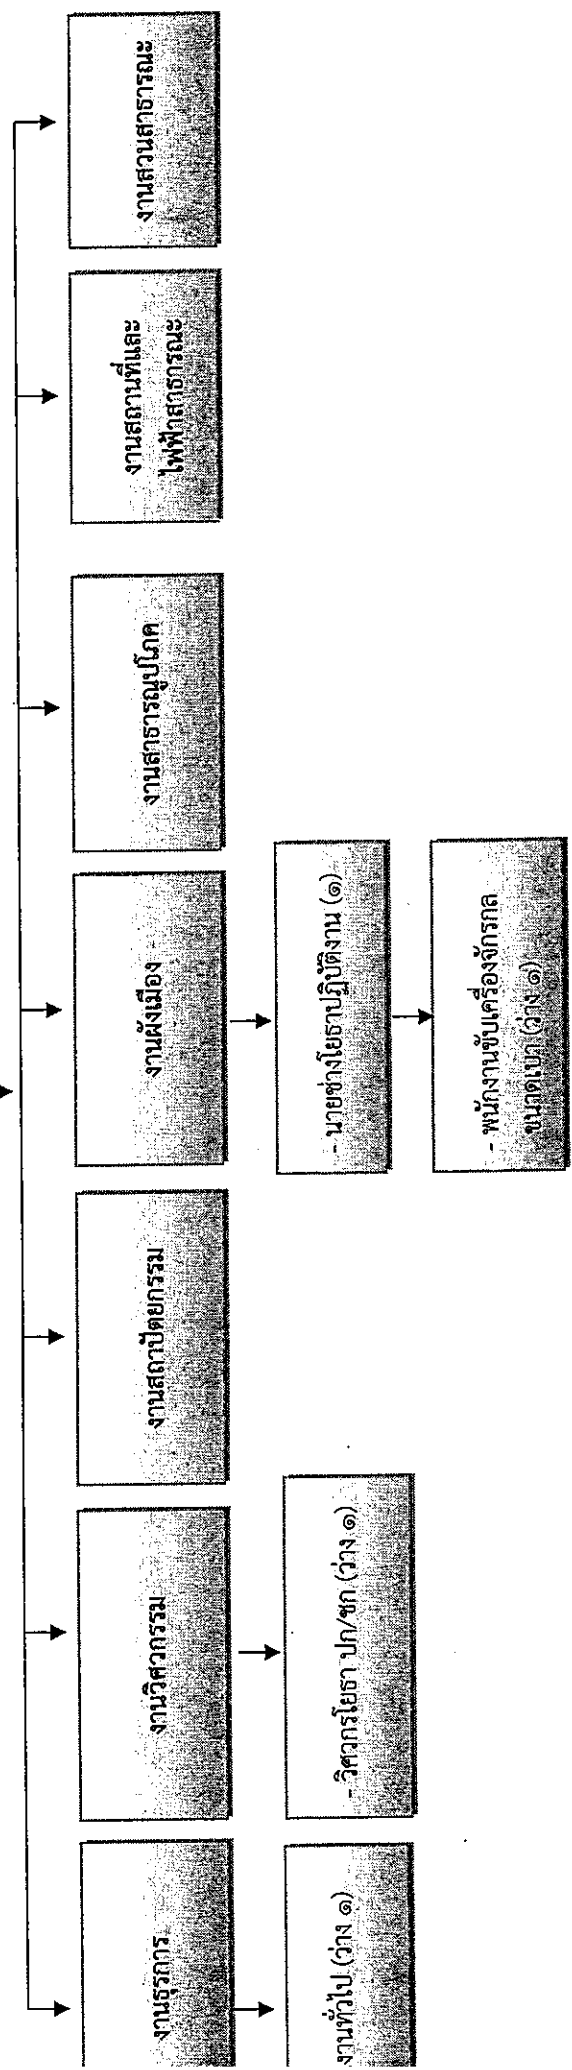 งานธุรการ
งานทั่วไป (ว่าง ๑)
งานวิศวกรรม
- วิศวกรโยธา ปก/ชก (ว่าง ๑)
งานสถาปัตยกรรม
งานผังเมือง
- นายช่างโยธาปฏิบัติงาน (๑)
- พนักงานขับเครื่องจักรกล
ขนาดเบา (ว่าง ๑)
งานสาธารณูปโภค
งานสถานที่และ
ไฟฟ้าสาธารณะ
งานสวนสาธารณะ